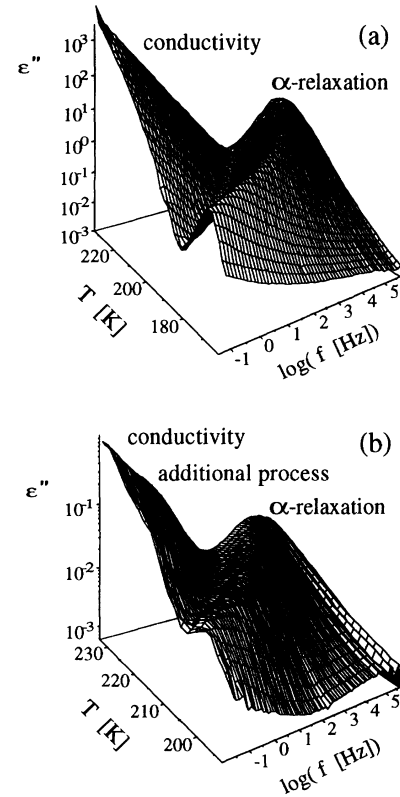 (a)
conductivity
α-relaxation
ε"
10³
10²
10¹
10⁰
10⁻¹
10⁻²
10⁻³
220
200
180
T [K]
-1 0 1 2 3 4 5
log( f [Hz])
(b)
conductivity
additional process
α-relaxation
ε"
10⁻¹
10⁻²
10⁻³
230
220
210
200
T [K]
-1 0 1 2 3 4 5
log( f [Hz])